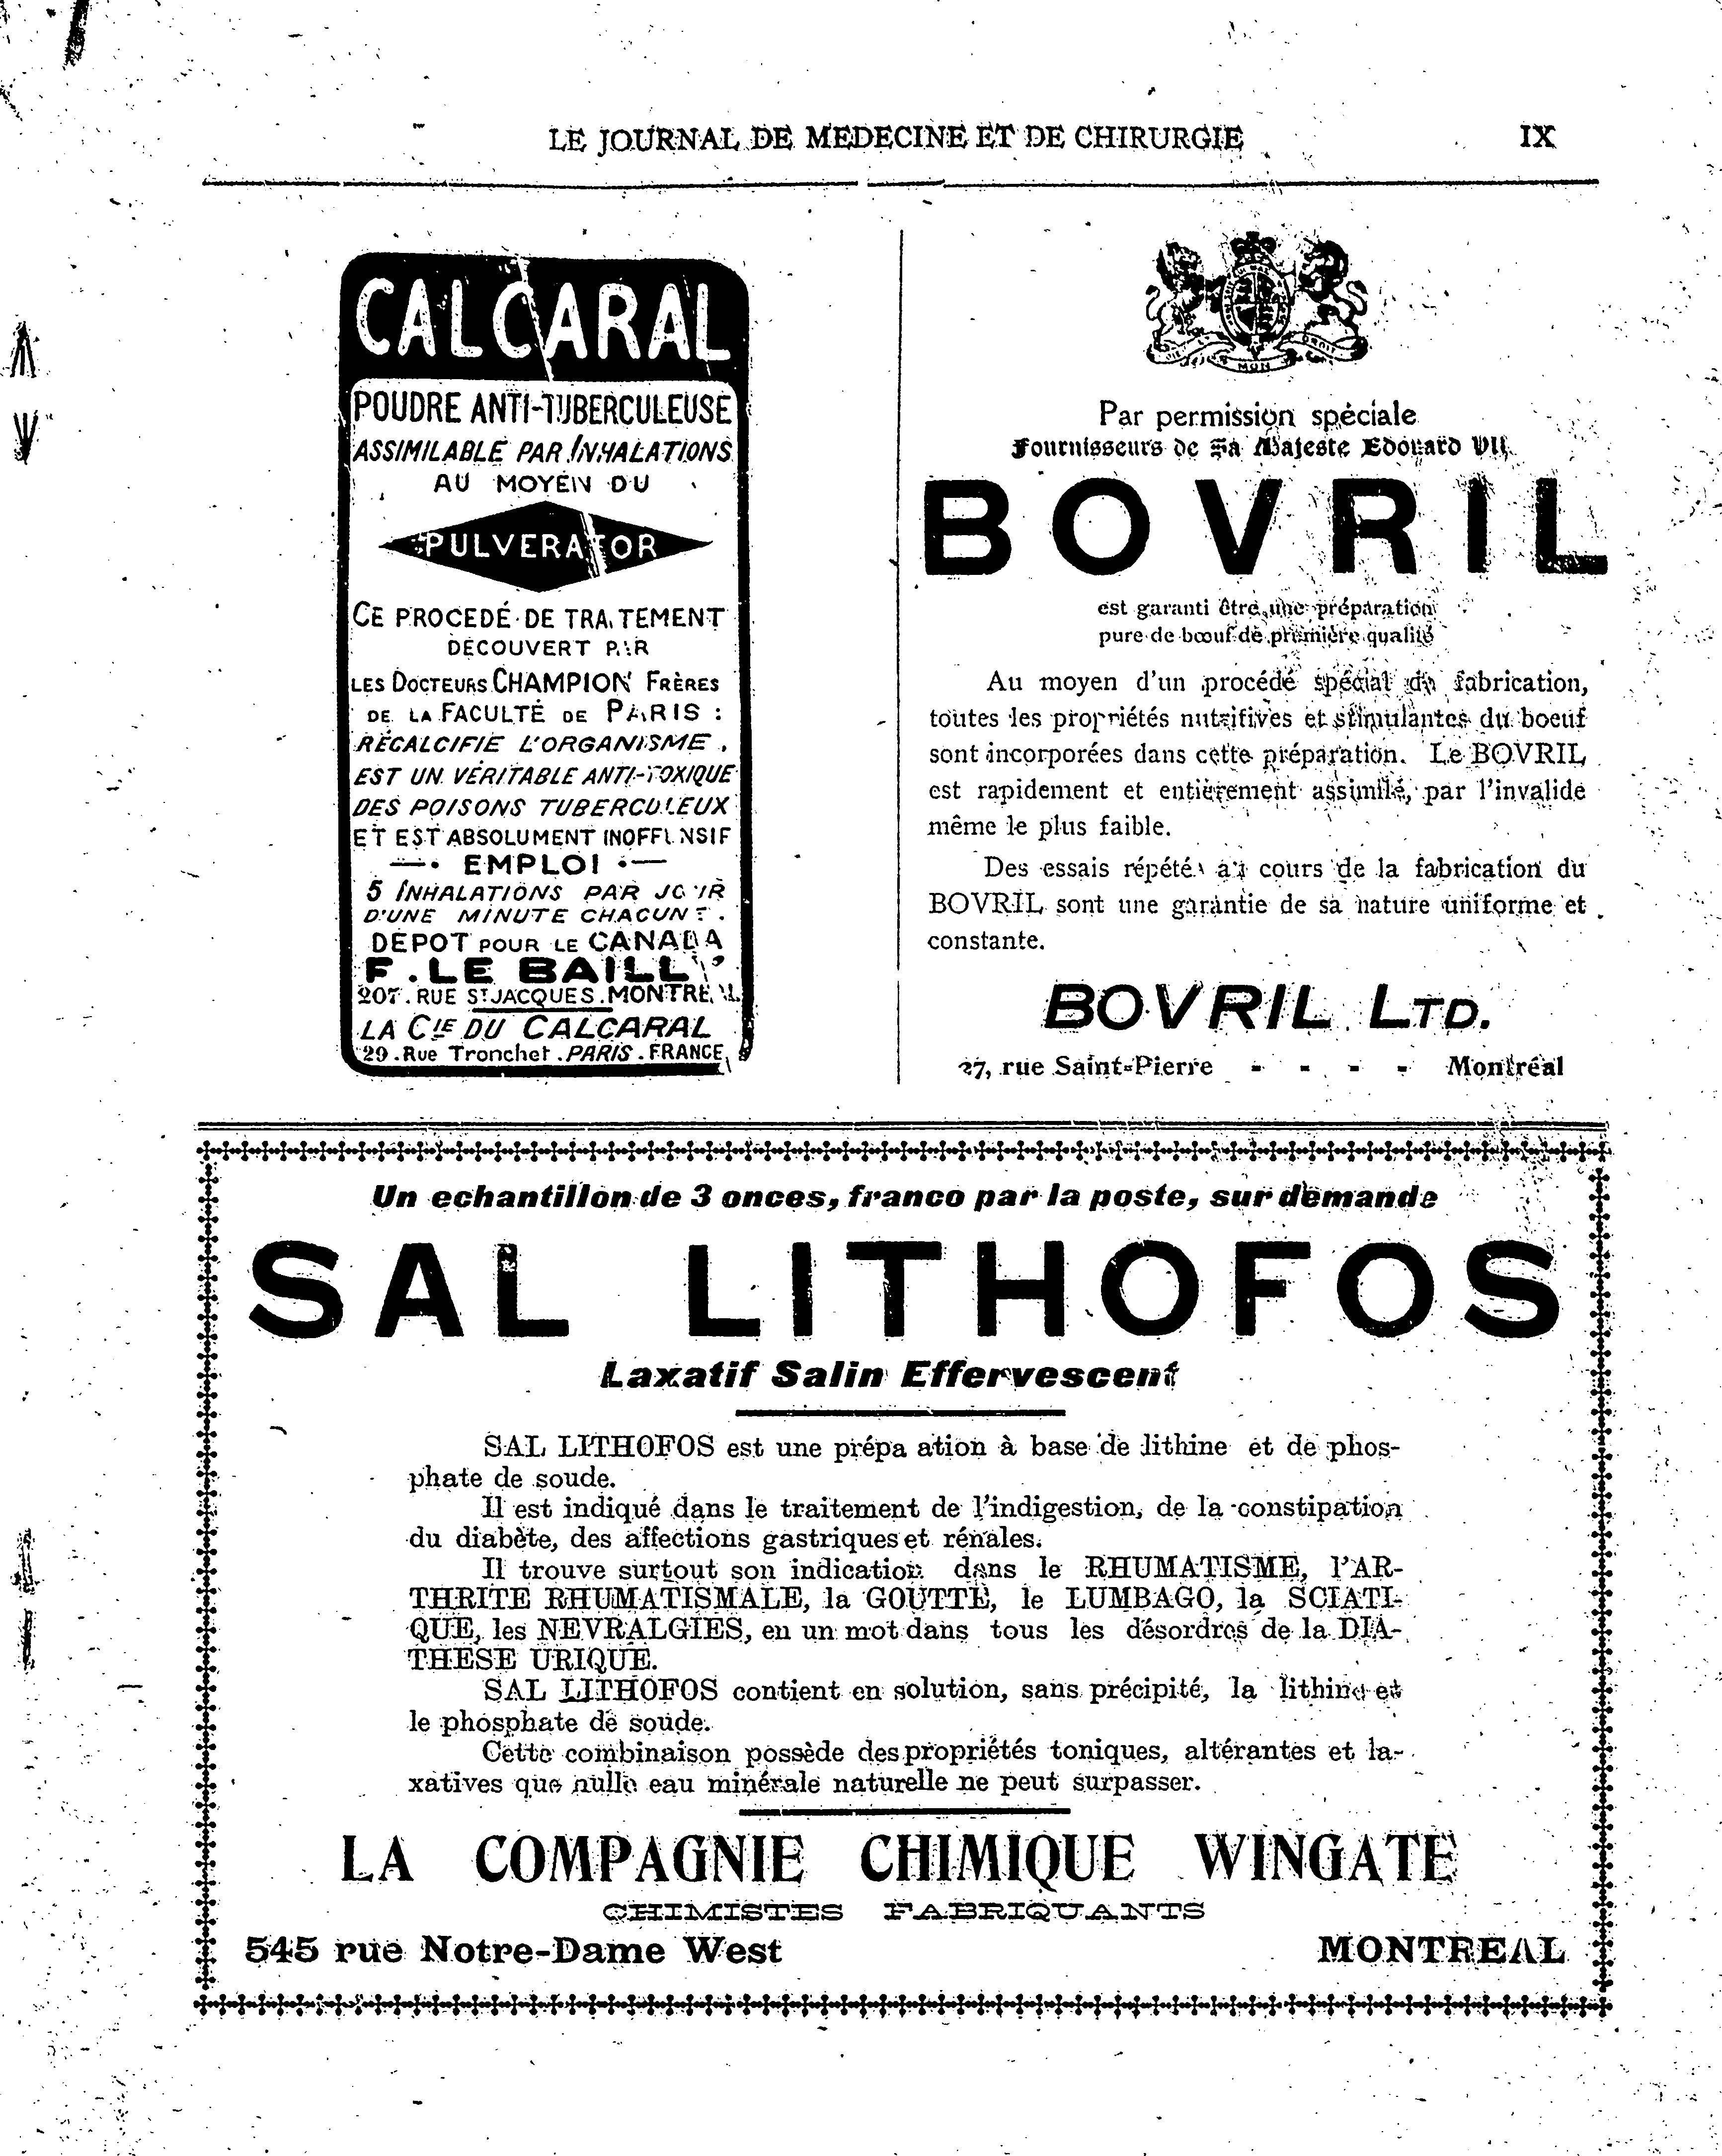 LE JOURNAL DE MEDECINE ET DE CHIRURGIE IX
CALCARAL
POUDRE ANTI-TUBERCULEUSE
ASSIMILABLE PAR INHALATIONS
AU MOYEN DU
PULVERATOR
CE PROCEDÉ DE TRAITEMENT
DECOUVERT PAR
LES DOCTEURS CHAMPION FRÈRES
DE LA FACULTÉ DE PARIS :
RÉCALCIFIE L'ORGANISME,
EST UN VÉRITABLE ANTI-TOXIQUE
DES POISONS TUBERCULEUX
ET EST ABSOLUMENT INOFFENSIF
—· EMPLOI ·—
5 INHALATIONS PAR JOUR
D'UNE MINUTE CHACUNE.
DÉPOT POUR LE CANADA
F. LE BAILLY
207. RUE ST JACQUES. MONTREAL
LA CIE DU CALCARAL
29. Rue Tronchet. PARIS. FRANCE
DIEU ET MON DROIT
Par permission spéciale
Fournisseurs de Sa Majeste Edouard VII
BOVRIL
est garanti être une préparation
pure de bœuf de première qualité
Au moyen d'un procédé spécial de fabrication,
toutes les propriétés nutritives et stimulantes du boeuf
sont incorporées dans cette préparation. Le BOVRIL
est rapidement et entièrement assimilé, par l'invalide
même le plus faible.
Des essais répétés au cours de la fabrication du
BOVRIL sont une garantie de sa nature uniforme et
constante.
BOVRIL LTD.
27, rue Saint-Pierre - - - - Montréal
Un echantillon de 3 onces, franco par la poste, sur demande
SAL LITHOFOS
Laxatif Salin Effervescent
SAL LITHOFOS est une prépa ation à base de lithine et de phos-
phate de soude.
Il est indiqué dans le traitement de l'indigestion, de la constipation
du diabète, des affections gastriques et rénales.
Il trouve surtout son indication dans le RHUMATISME, l'AR-
THRITE RHUMATISMALE, la GOUTTE, le LUMBAGO, la SCIATI-
QUE, les NEVRALGIES, en un mot dans tous les désordres de la DIA-
THESE URIQUE.
SAL LITHOFOS contient en solution, sans précipité, la lithine et
le phosphate de soude.
Cette combinaison possède des propriétés toniques, altérantes et la-
xatives que nulle eau minérale naturelle ne peut surpasser.
LA COMPAGNIE CHIMIQUE WINGATE
CHIMISTES FABRIQUANTS
545 rue Notre-Dame West MONTREAL